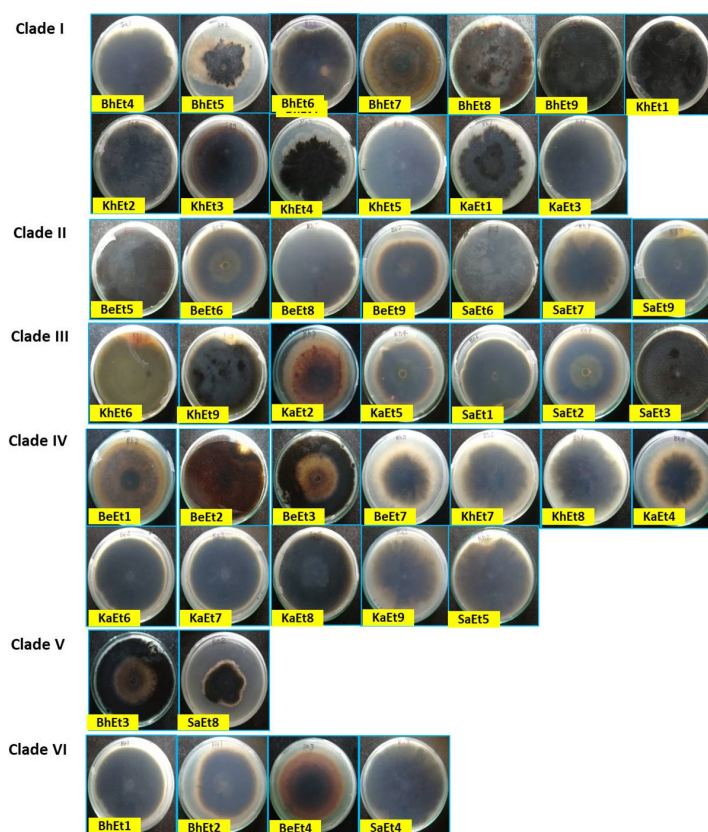 Clade I
BhEt4 BhEt5 BhEt6 BhEt7 BhEt8 BhEt9 KhEt1
KhEt2 KhEt3 KhEt4 KhEt5 KaEt1 KaEt3
Clade II
BeEt5 BeEt6 BeEt8 BeEt9 SaEt6 SaEt7 SaEt9
Clade III
KhEt6 KhEt9 KaEt2 KaEt5 SaEt1 SaEt2 SaEt3
Clade IV
BeEt1 BeEt2 BeEt3 BeEt7 KhEt7 KhEt8 KaEt4
KaEt6 KaEt7 KaEt8 KaEt9 SaEt5
Clade V
BhEt3 SaEt8
Clade VI
BhEt1 BhEt2 BeEt4 SaEt4